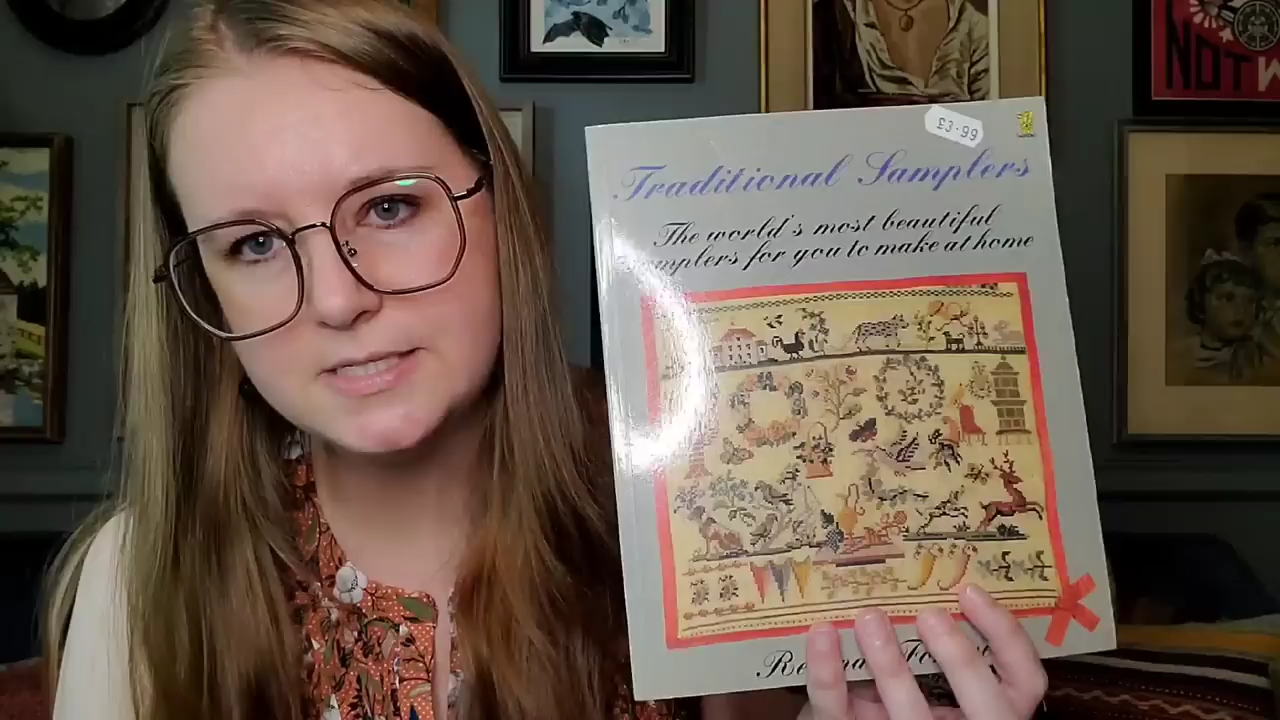 £3.99
Traditional Samplers
The world's most beautiful
samplers for you to make at home
NOT